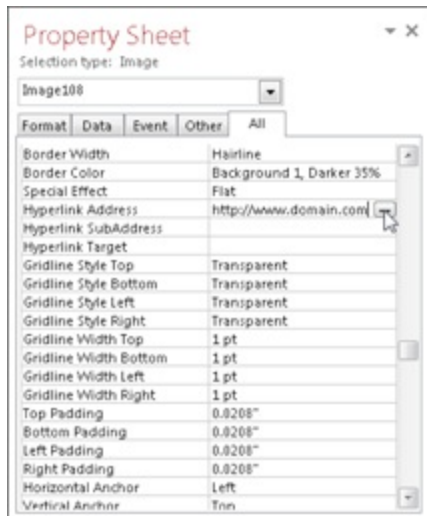 Property Sheet
Selection type: Image
Image108
Format Data Event Other All
Border Width Hairline
Border Color Background 1, Darker 35%
Special Effect Flat
Hyperlink Address http://www.domain.com
Hyperlink SubAddress
Hyperlink Target
Gridline Style Top Transparent
Gridline Style Bottom Transparent
Gridline Style Left Transparent
Gridline Style Right Transparent
Gridline Width Top 1 pt
Gridline Width Bottom 1 pt
Gridline Width Left 1 pt
Gridline Width Right 1 pt
Top Padding 0.0208"
Bottom Padding 0.0208"
Left Padding 0.0208"
Right Padding 0.0208"
Horizontal Anchor Left
Vertical Anchor Top